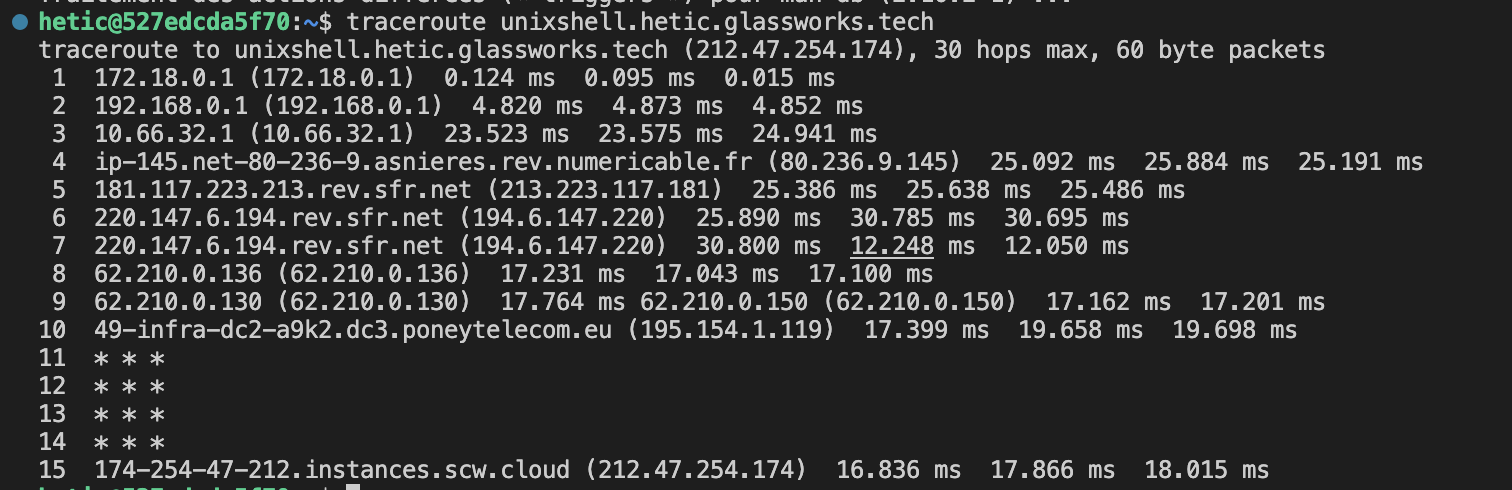 hetic@527edcda5f70:~$ traceroute unixshell.hetic.glassworks.tech
traceroute to unixshell.hetic.glassworks.tech (212.47.254.174), 30 hops max, 60 byte packets
 1  172.18.0.1 (172.18.0.1)  0.124 ms  0.095 ms  0.015 ms
 2  192.168.0.1 (192.168.0.1)  4.820 ms  4.873 ms  4.852 ms
 3  10.66.32.1 (10.66.32.1)  23.523 ms  23.575 ms  24.941 ms
 4  ip-145.net-80-236-9.asnieres.rev.numericable.fr (80.236.9.145)  25.092 ms  25.884 ms  25.191 ms
 5  181.117.223.213.rev.sfr.net (213.223.117.181)  25.386 ms  25.638 ms  25.486 ms
 6  220.147.6.194.rev.sfr.net (194.6.147.220)  25.890 ms  30.785 ms  30.695 ms
 7  220.147.6.194.rev.sfr.net (194.6.147.220)  30.800 ms  12.248 ms  12.050 ms
 8  62.210.0.136 (62.210.0.136)  17.231 ms  17.043 ms  17.100 ms
 9  62.210.0.130 (62.210.0.130)  17.764 ms 62.210.0.150 (62.210.0.150)  17.162 ms  17.201 ms
10  49-infra-dc2-a9k2.dc3.poneytelecom.eu (195.154.1.119)  17.399 ms  19.658 ms  19.698 ms
11  * * *
12  * * *
13  * * *
14  * * *
15  174-254-47-212.instances.scw.cloud (212.47.254.174)  16.836 ms  17.866 ms  18.015 ms